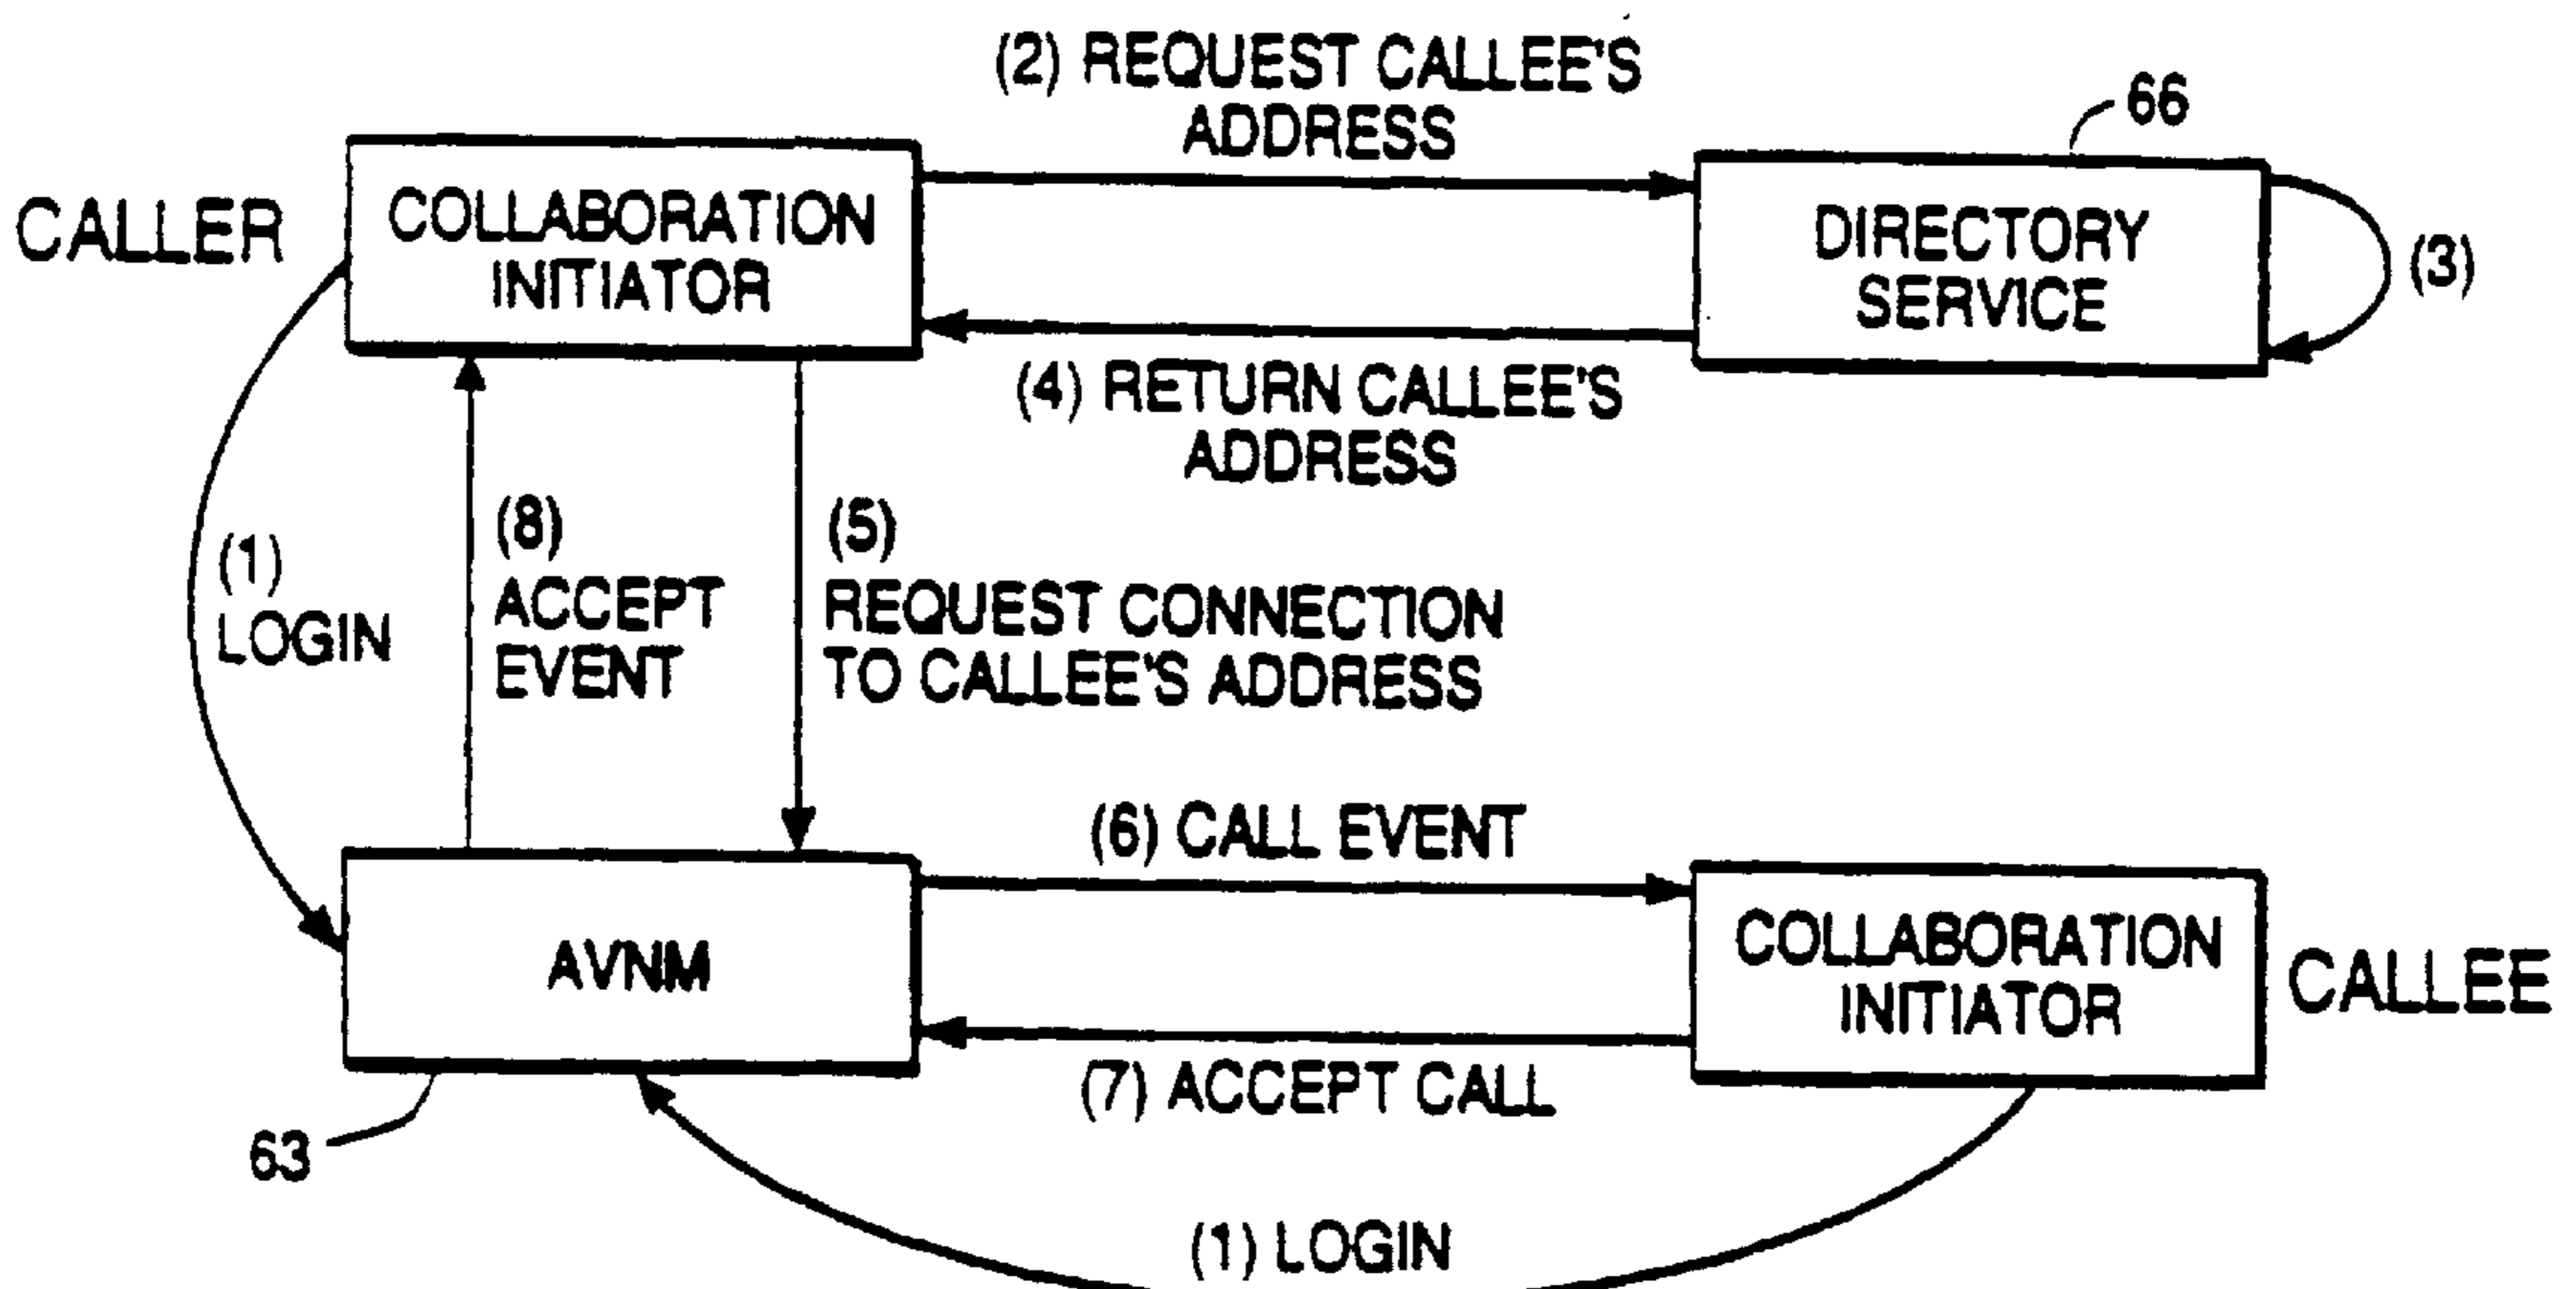 (2) REQUEST CALLEE'S
ADDRESS
66
CALLER
COLLABORATION
INITIATOR
DIRECTORY
SERVICE
(3)
(4) RETURN CALLEE'S
ADDRESS
(1)
LOGIN
(8)
ACCEPT
EVENT
(5)
REQUEST CONNECTION
TO CALLEE'S ADDRESS
(6) CALL EVENT
AVNM
COLLABORATION
INITIATOR
CALLEE
(7) ACCEPT CALL
63
(1) LOGIN